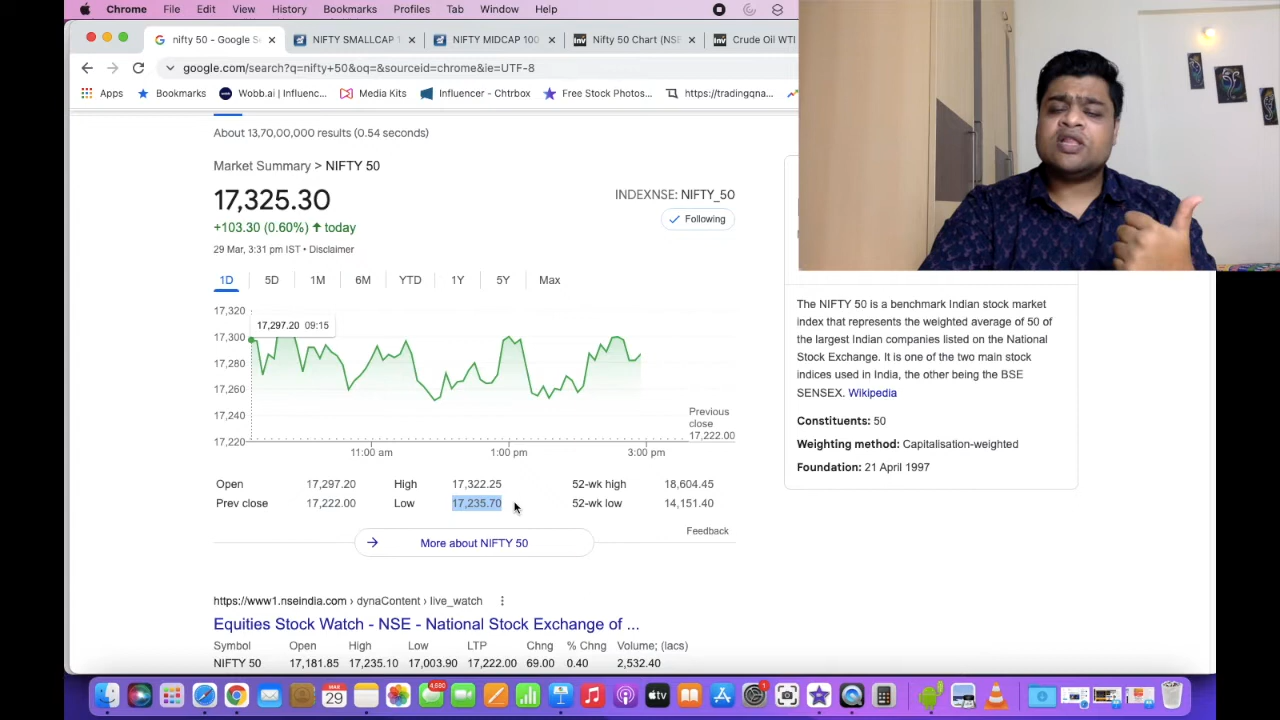 Chrome File Edit View History Bookmarks Profiles Tab Window Help
nifty 50 - Google S NIFTY SMALLCAP 1 NIFTY MIDCAP 100 Nifty 50 Chart (NSE Crude Oil WTI
google.com/search?q=nifty+50&oq=&sourceid=chrome&ie=UTF-8
Apps Bookmarks Wobb.ai | Influenc... Media Kits Influencer - Chtrbox Free Stock Photos... https://tradingqna...
About 13,70,00,000 results (0.54 seconds)
Market Summary > NIFTY 50
17,325.30
INDEXNSE: NIFTY_50
+103.30 (0.60%) ↑ today
Following
29 Mar, 3:31 pm IST • Disclaimer
1D 5D 1M 6M YTD 1Y 5Y Max
17,320
17,297.20 09:15
17,300
17,280
17,260
17,240
17,220
Previous
close
17,222.00
11:00 am 1:00 pm 3:00 pm
Open 17,297.20 High 17,322.25 52-wk high 18,604.45
Prev close 17,222.00 Low 17,235.70 52-wk low 14,151.40
Feedback
More about NIFTY 50
https://www1.nseindia.com › dynaContent › live_watch
Equities Stock Watch - NSE - National Stock Exchange of ...
Symbol Open High Low LTP Chng % Chng Volume; (lacs)
NIFTY 50 17,181.85 17,235.10 17,003.90 17,222.00 69.00 0.40 2,532.40
The NIFTY 50 is a benchmark Indian stock market
index that represents the weighted average of 50 of
the largest Indian companies listed on the National
Stock Exchange. It is one of the two main stock
indices used in India, the other being the BSE
SENSEX. Wikipedia
Constituents: 50
Weighting method: Capitalisation-weighted
Foundation: 21 April 1997
MAR
29
tv
1